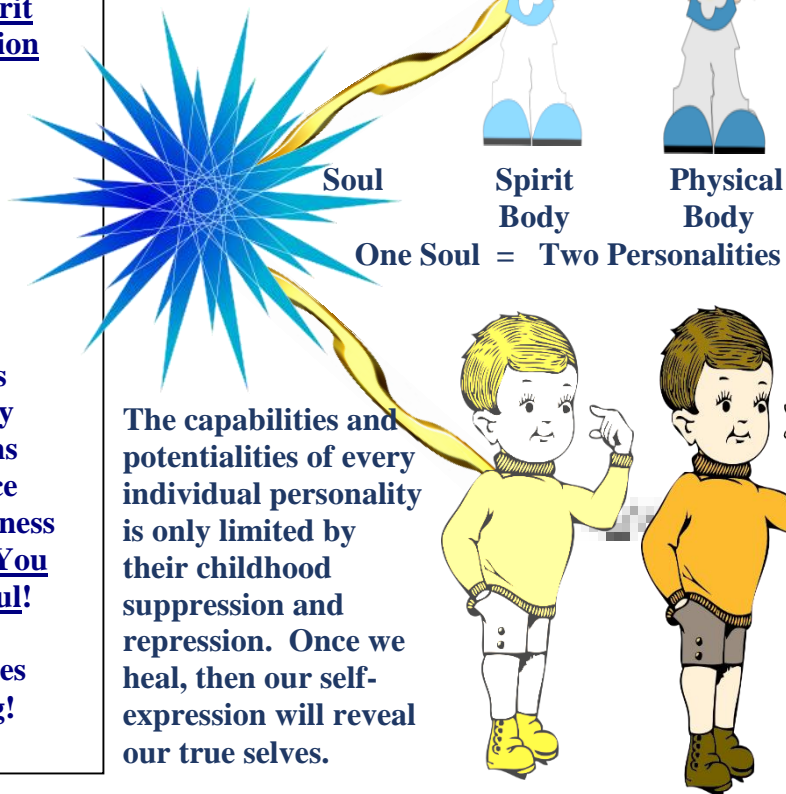 rit
ion
s
y
ns
ce
ness
You
ul!
es
g!
Soul Spirit Physical
Body Body
One Soul = Two Personalities
The capabilities and
potentialities of every
individual personality
is only limited by
their childhood
suppression and
repression. Once we
heal, then our self-
expression will reveal
our true selves.